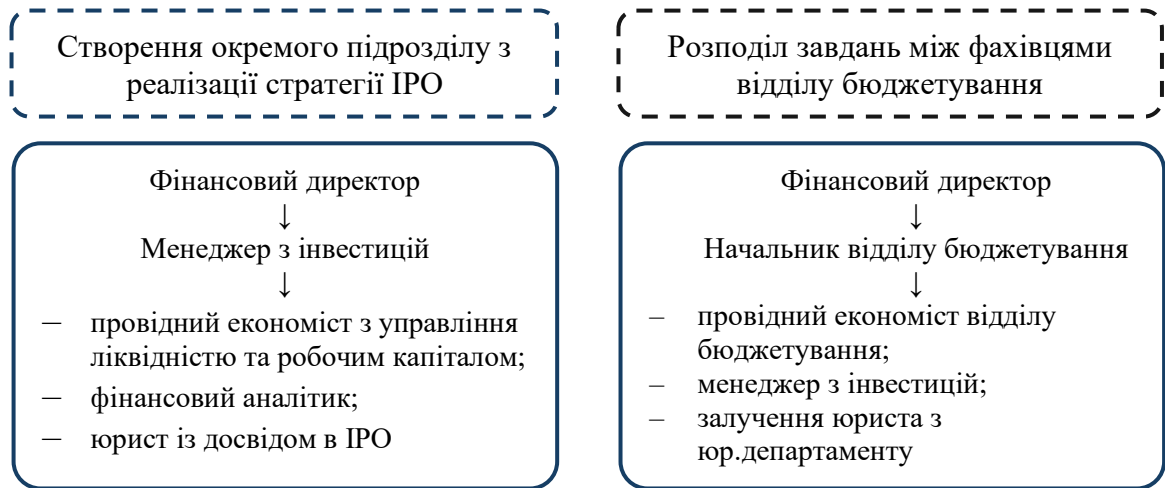 Створення окремого підрозділу з
реалізації стратегії ІРО
Фінансовий директор
↓
Менеджер з інвестицій
↓
— провідний економіст з управління
ліквідністю та робочим капіталом;
— фінансовий аналітик;
— юрист із досвідом в ІРО
Розподіл завдань між фахівцями
відділу бюджетування
Фінансовий директор
↓
Начальник відділу бюджетування
↓
– провідний економіст відділу
бюджетування;
– менеджер з інвестицій;
– залучення юриста з
юр.департаменту